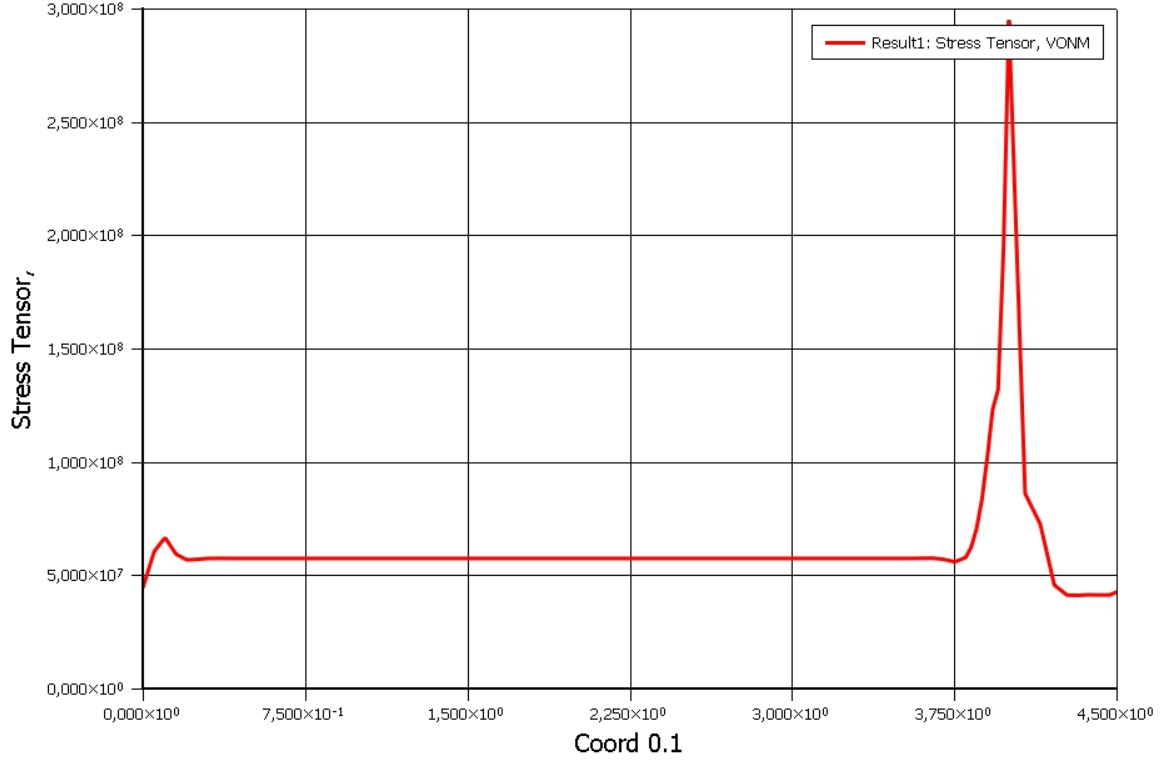 3,000×10⁸
Result1: Stress Tensor, VONM
2,500×10⁸
2,000×10⁸
1,500×10⁸
1,000×10⁸
5,000×10⁷
0,000×10⁰
Stress Tensor,
0,000×10⁰ 7,500×10⁻¹ 1,500×10⁰ 2,250×10⁰ 3,000×10⁰ 3,750×10⁰ 4,500×10⁰
Coord 0.1